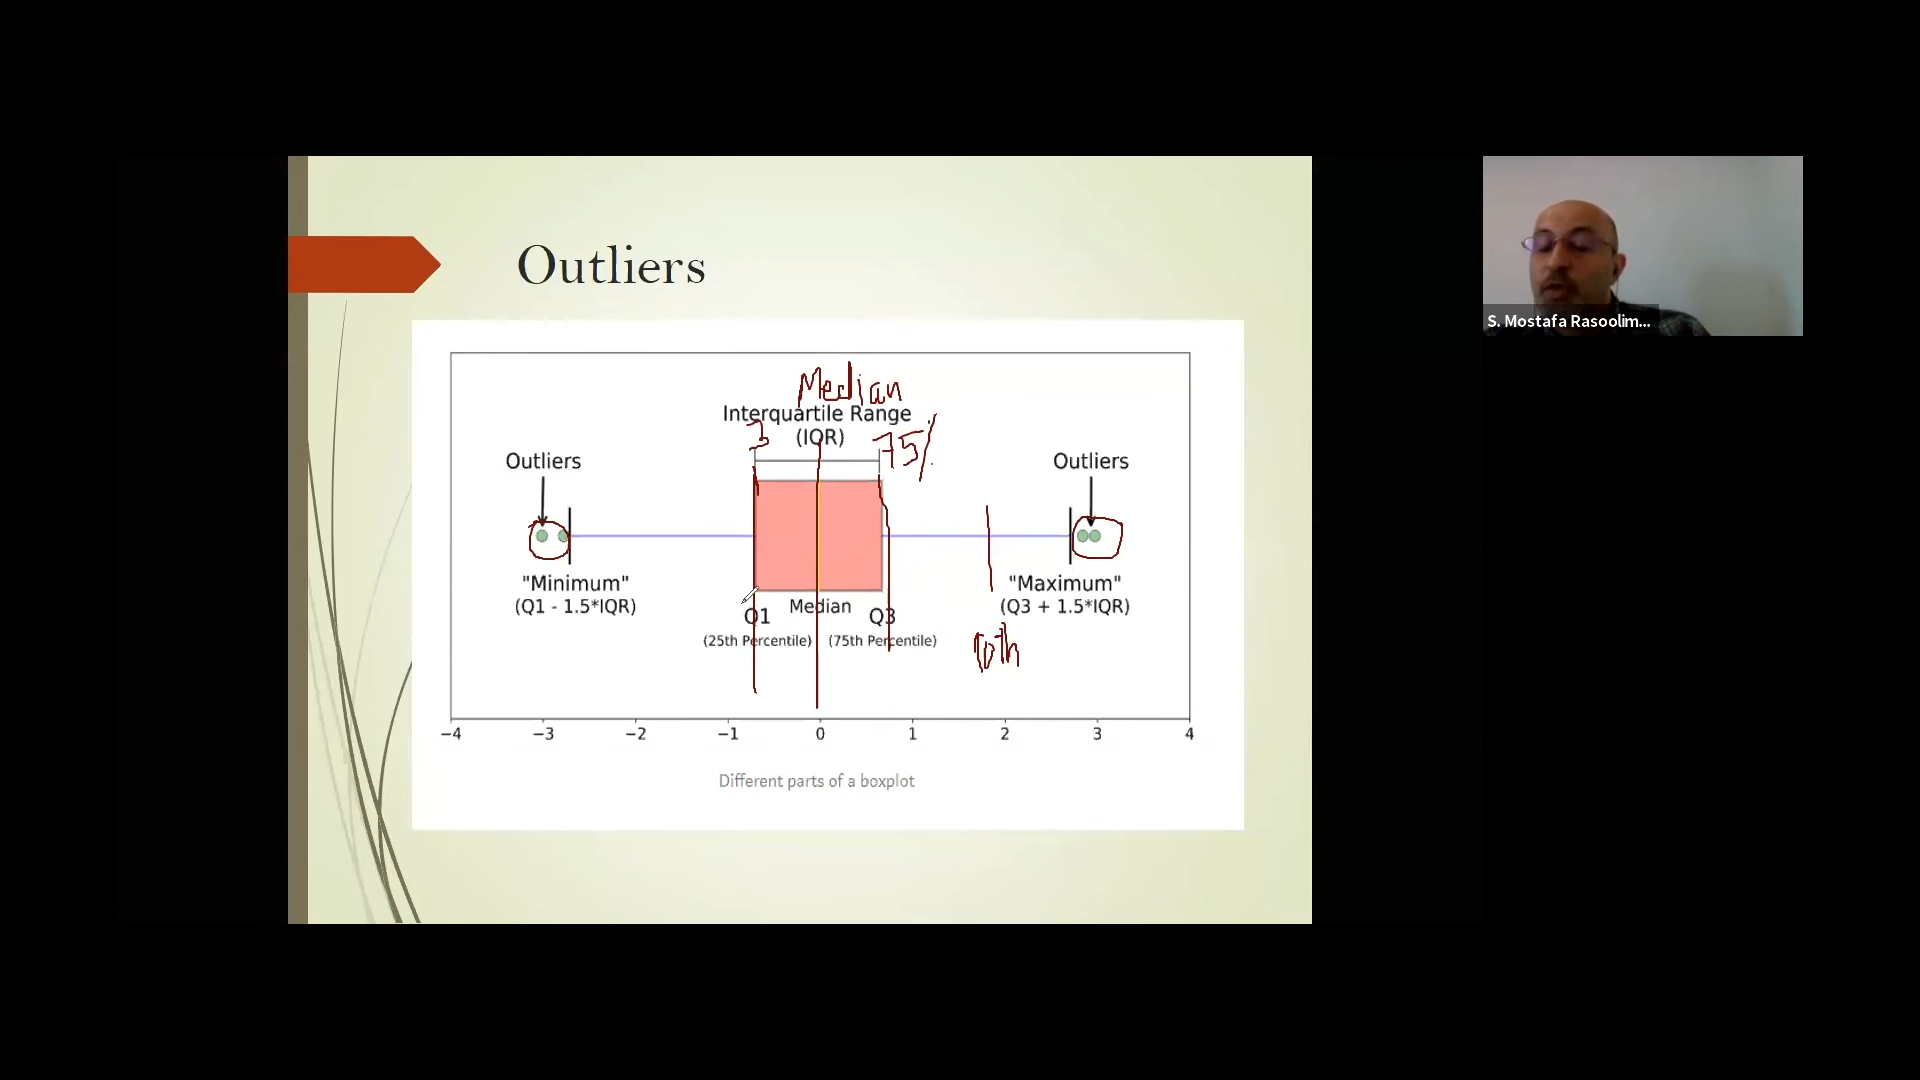 Outliers
Median
Interquartile Range
(IQR)
3
75%
Outliers
Outliers
"Minimum"
(Q1 - 1.5*IQR)
Median
Q1
Q3
(25th Percentile)
(75th Percentile)
"Maximum"
(Q3 + 1.5*IQR)
−4 −3 −2 −1 0 1 2 3 4
Different parts of a boxplot
S. Mostafa Rasoolim...